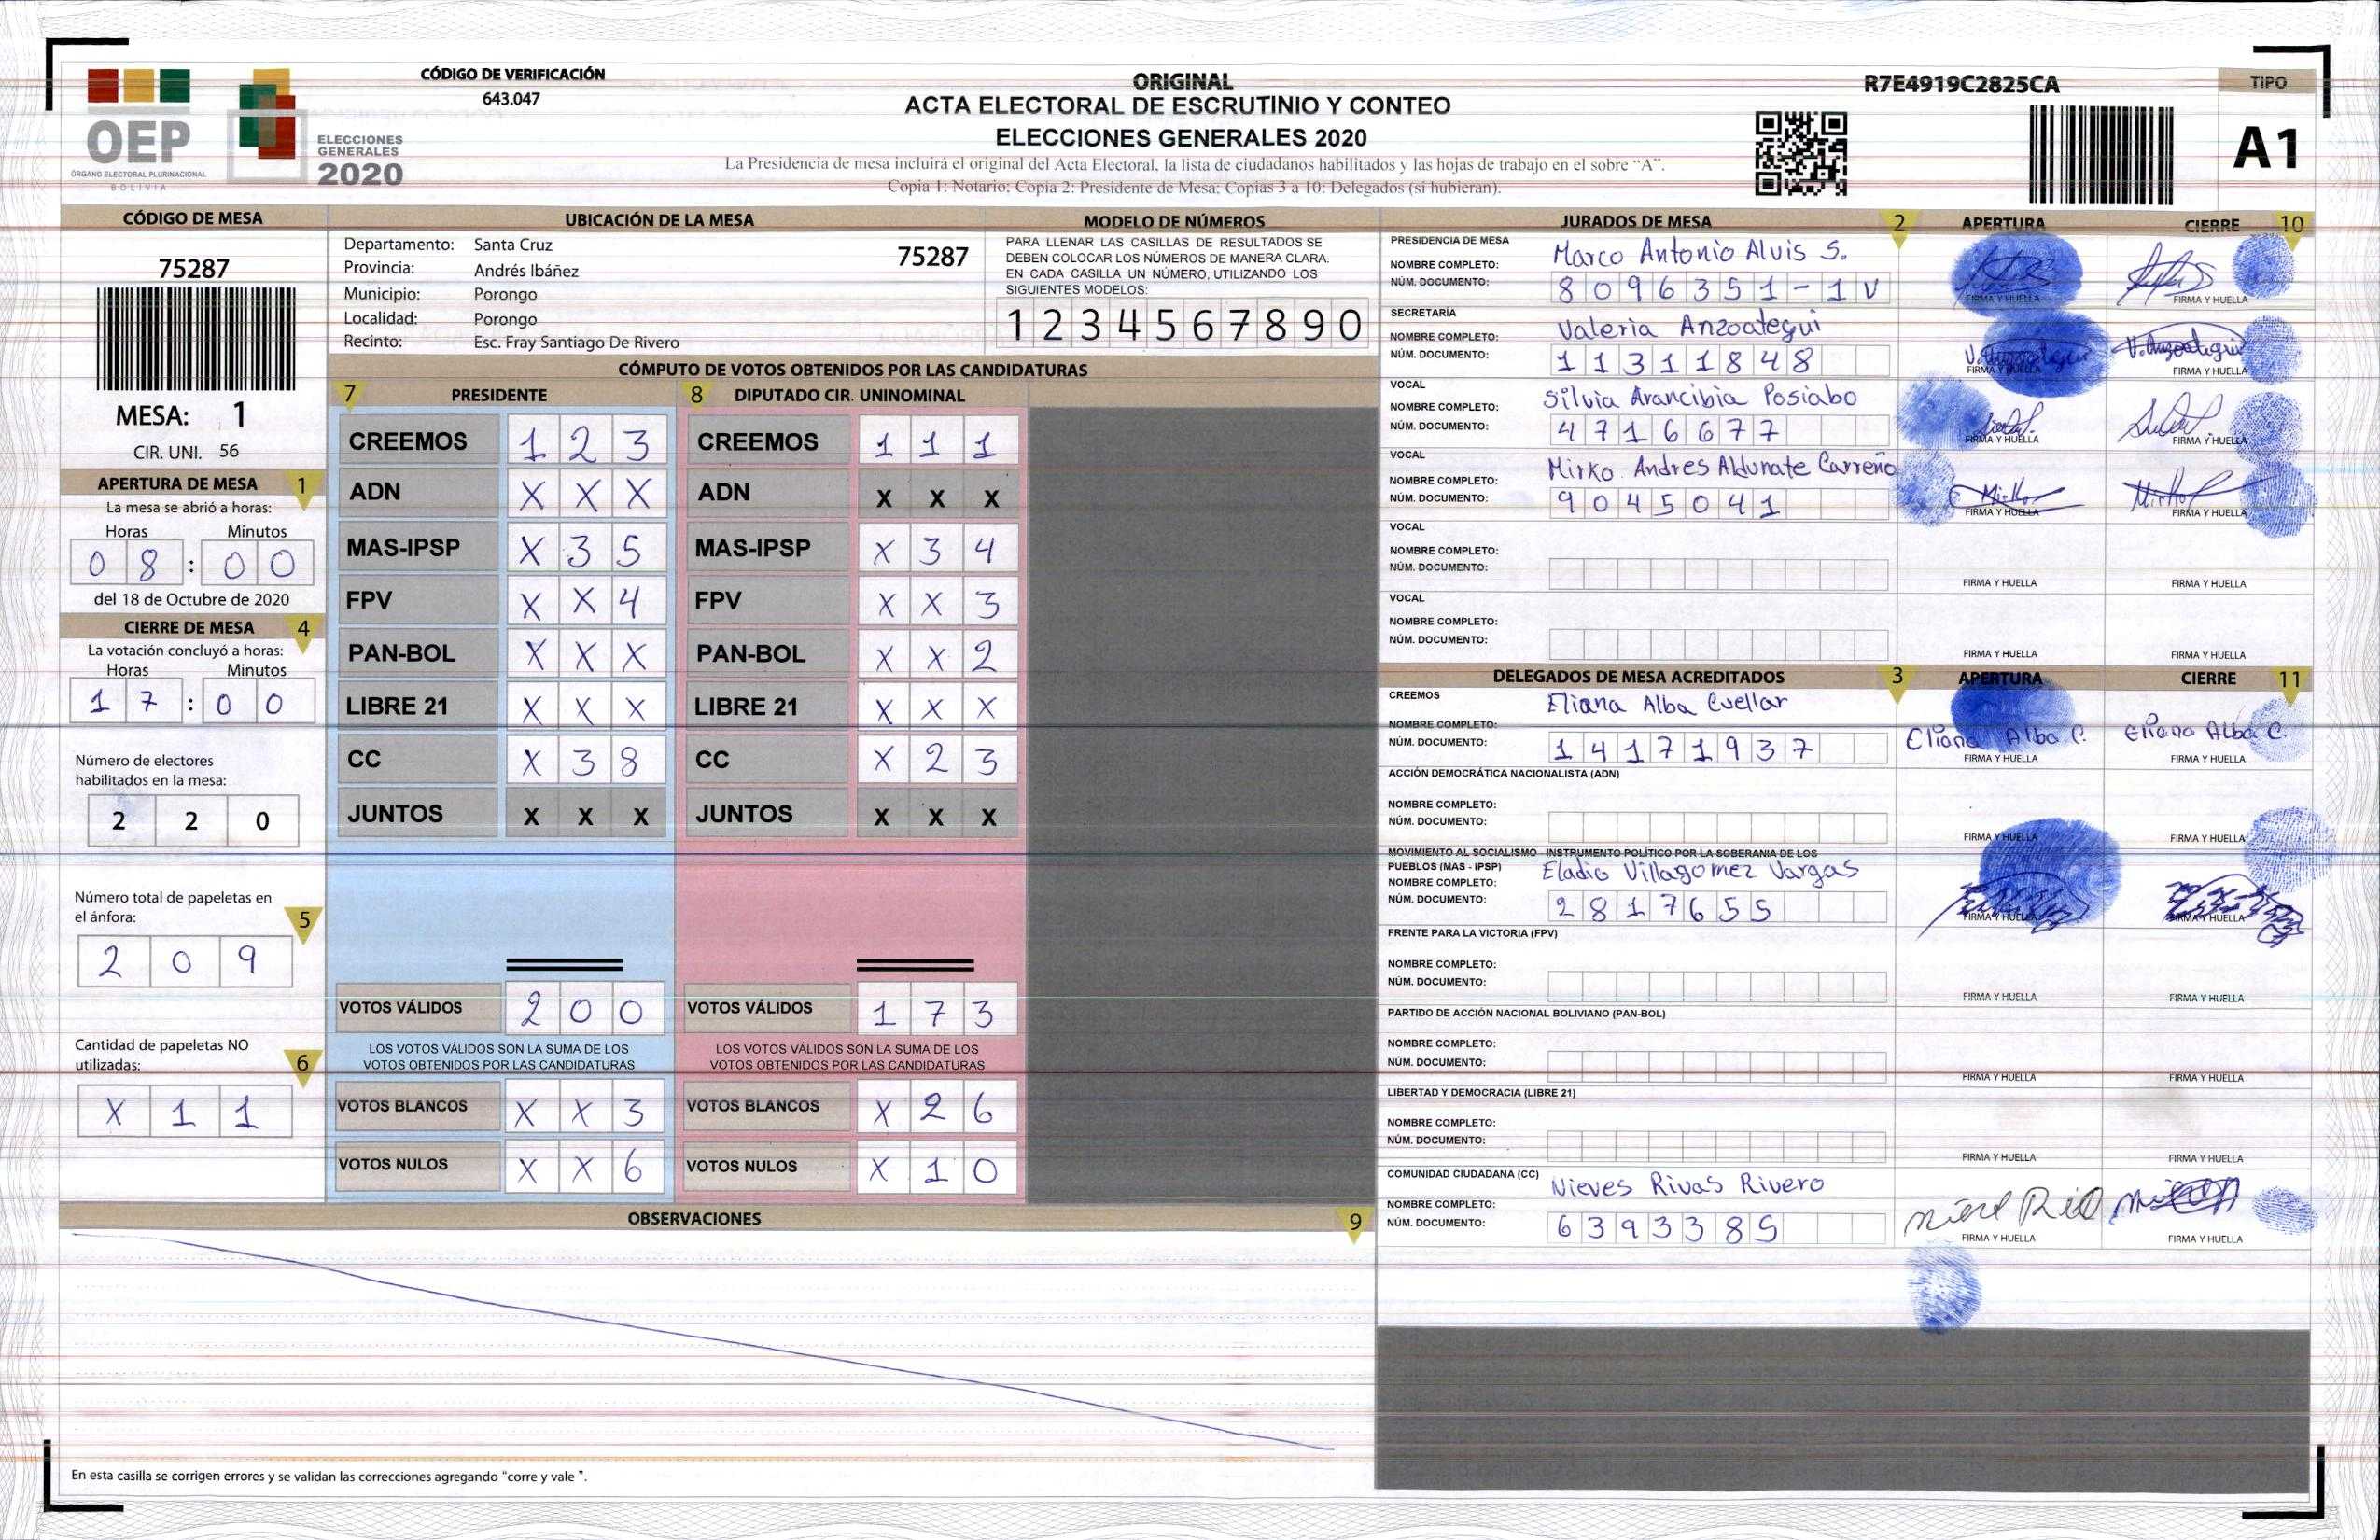 CÓDIGO DE VERIFICACIÓN
643.047
OEP
ÓRGANO ELECTORAL PLURINACIONAL
BOLIVIA
ELECCIONES
GENERALES
2020
ORIGINAL
ACTA ELECTORAL DE ESCRUTINIO Y CONTEO
ELECCIONES GENERALES 2020
La Presidencia de mesa incluirá el original del Acta Electoral, la lista de ciudadanos habilitados y las hojas de trabajo en el sobre “A”.
Copia 1: Notario; Copia 2: Presidente de Mesa; Copias 3 a 10: Delegados (si hubieran).
R7E4919C2825CA
TIPO
A1
CÓDIGO DE MESA
75287
MESA: 1
CIR. UNI. 56
APERTURA DE MESA 1
La mesa se abrió a horas:
Horas Minutos
0 8 : 0 0
del 18 de Octubre de 2020
CIERRE DE MESA 4
La votación concluyó a horas:
Horas Minutos
1 7 : 0 0
Número de electores
habilitados en la mesa:
2 2 0
Número total de papeletas en
el ánfora: 5
2 0 9
Cantidad de papeletas NO
utilizadas: 6
X 1 1
UBICACIÓN DE LA MESA
Departamento: Santa Cruz 75287
Provincia: Andrés Ibáñez
Municipio: Porongo
Localidad: Porongo
Recinto: Esc. Fray Santiago De Rivero
MODELO DE NÚMEROS
PARA LLENAR LAS CASILLAS DE RESULTADOS SE
DEBEN COLOCAR LOS NÚMEROS DE MANERA CLARA.
EN CADA CASILLA UN NÚMERO, UTILIZANDO LOS
SIGUIENTES MODELOS:
1 2 3 4 5 6 7 8 9 0
CÓMPUTO DE VOTOS OBTENIDOS POR LAS CANDIDATURAS
7 PRESIDENTE
CREEMOS 1 2 3
ADN X X X
MAS-IPSP X 3 5
FPV X X 4
PAN-BOL X X X
LIBRE 21 X X X
CC X 3 8
JUNTOS X X X
VOTOS VÁLIDOS 2 0 0
LOS VOTOS VÁLIDOS SON LA SUMA DE LOS
VOTOS OBTENIDOS POR LAS CANDIDATURAS
VOTOS BLANCOS X X 3
VOTOS NULOS X X 6
8 DIPUTADO CIR. UNINOMINAL
CREEMOS 1 1 1
ADN X X X
MAS-IPSP X 3 4
FPV X X 3
PAN-BOL X X 2
LIBRE 21 X X X
CC X 2 3
JUNTOS X X X
VOTOS VÁLIDOS 1 7 3
LOS VOTOS VÁLIDOS SON LA SUMA DE LOS
VOTOS OBTENIDOS POR LAS CANDIDATURAS
VOTOS BLANCOS X 2 6
VOTOS NULOS X 1 0
OBSERVACIONES 9
En esta casilla se corrigen errores y se validan las correcciones agregando “corre y vale ”.
JURADOS DE MESA 2 APERTURA CIERRE 10
PRESIDENCIA DE MESA
NOMBRE COMPLETO: Marco Antonio Alvis S.
NÚM. DOCUMENTO: 8 0 9 6 3 5 1 - 1 V
FIRMA Y HUELLA FIRMA Y HUELLA
SECRETARÍA
NOMBRE COMPLETO: Valeria Anzoategui
NÚM. DOCUMENTO: 1 1 3 1 1 8 4 8
V. Anzoategui V. Anzoategui
FIRMA Y HUELLA FIRMA Y HUELLA
VOCAL
NOMBRE COMPLETO: Silvia Arancibia Posiabo
NÚM. DOCUMENTO: 4 7 1 6 6 7 7
FIRMA Y HUELLA FIRMA Y HUELLA
VOCAL
NOMBRE COMPLETO: Mirko Andres Aldunate Carreño
NÚM. DOCUMENTO: 9 0 4 5 0 4 1
FIRMA Y HUELLA FIRMA Y HUELLA
VOCAL
NOMBRE COMPLETO:
NÚM. DOCUMENTO:
FIRMA Y HUELLA FIRMA Y HUELLA
VOCAL
NOMBRE COMPLETO:
NÚM. DOCUMENTO:
FIRMA Y HUELLA FIRMA Y HUELLA
DELEGADOS DE MESA ACREDITADOS 3 APERTURA CIERRE 11
CREEMOS
NOMBRE COMPLETO: Eliana Alba Cuellar
NÚM. DOCUMENTO: 1 4 1 7 1 9 3 7
Eliana Alba C. Eliana Alba C.
FIRMA Y HUELLA FIRMA Y HUELLA
ACCIÓN DEMOCRÁTICA NACIONALISTA (ADN)
NOMBRE COMPLETO:
NÚM. DOCUMENTO:
FIRMA Y HUELLA FIRMA Y HUELLA
MOVIMIENTO AL SOCIALISMO INSTRUMENTO POLÍTICO POR LA SOBERANIA DE LOS
PUEBLOS (MAS - IPSP)
NOMBRE COMPLETO: Eladio Villagomez Vargas
NÚM. DOCUMENTO: 2 8 1 7 6 5 5
FIRMA Y HUELLA FIRMA Y HUELLA
FRENTE PARA LA VICTORIA (FPV)
NOMBRE COMPLETO:
NÚM. DOCUMENTO:
FIRMA Y HUELLA FIRMA Y HUELLA
PARTIDO DE ACCIÓN NACIONAL BOLIVIANO (PAN-BOL)
NOMBRE COMPLETO:
NÚM. DOCUMENTO:
FIRMA Y HUELLA FIRMA Y HUELLA
LIBERTAD Y DEMOCRACIA (LIBRE 21)
NOMBRE COMPLETO:
NÚM. DOCUMENTO:
FIRMA Y HUELLA FIRMA Y HUELLA
COMUNIDAD CIUDADANA (CC)
NOMBRE COMPLETO: Nieves Rivas Rivero
NÚM. DOCUMENTO: 6 3 9 3 3 8 5
FIRMA Y HUELLA FIRMA Y HUELLA